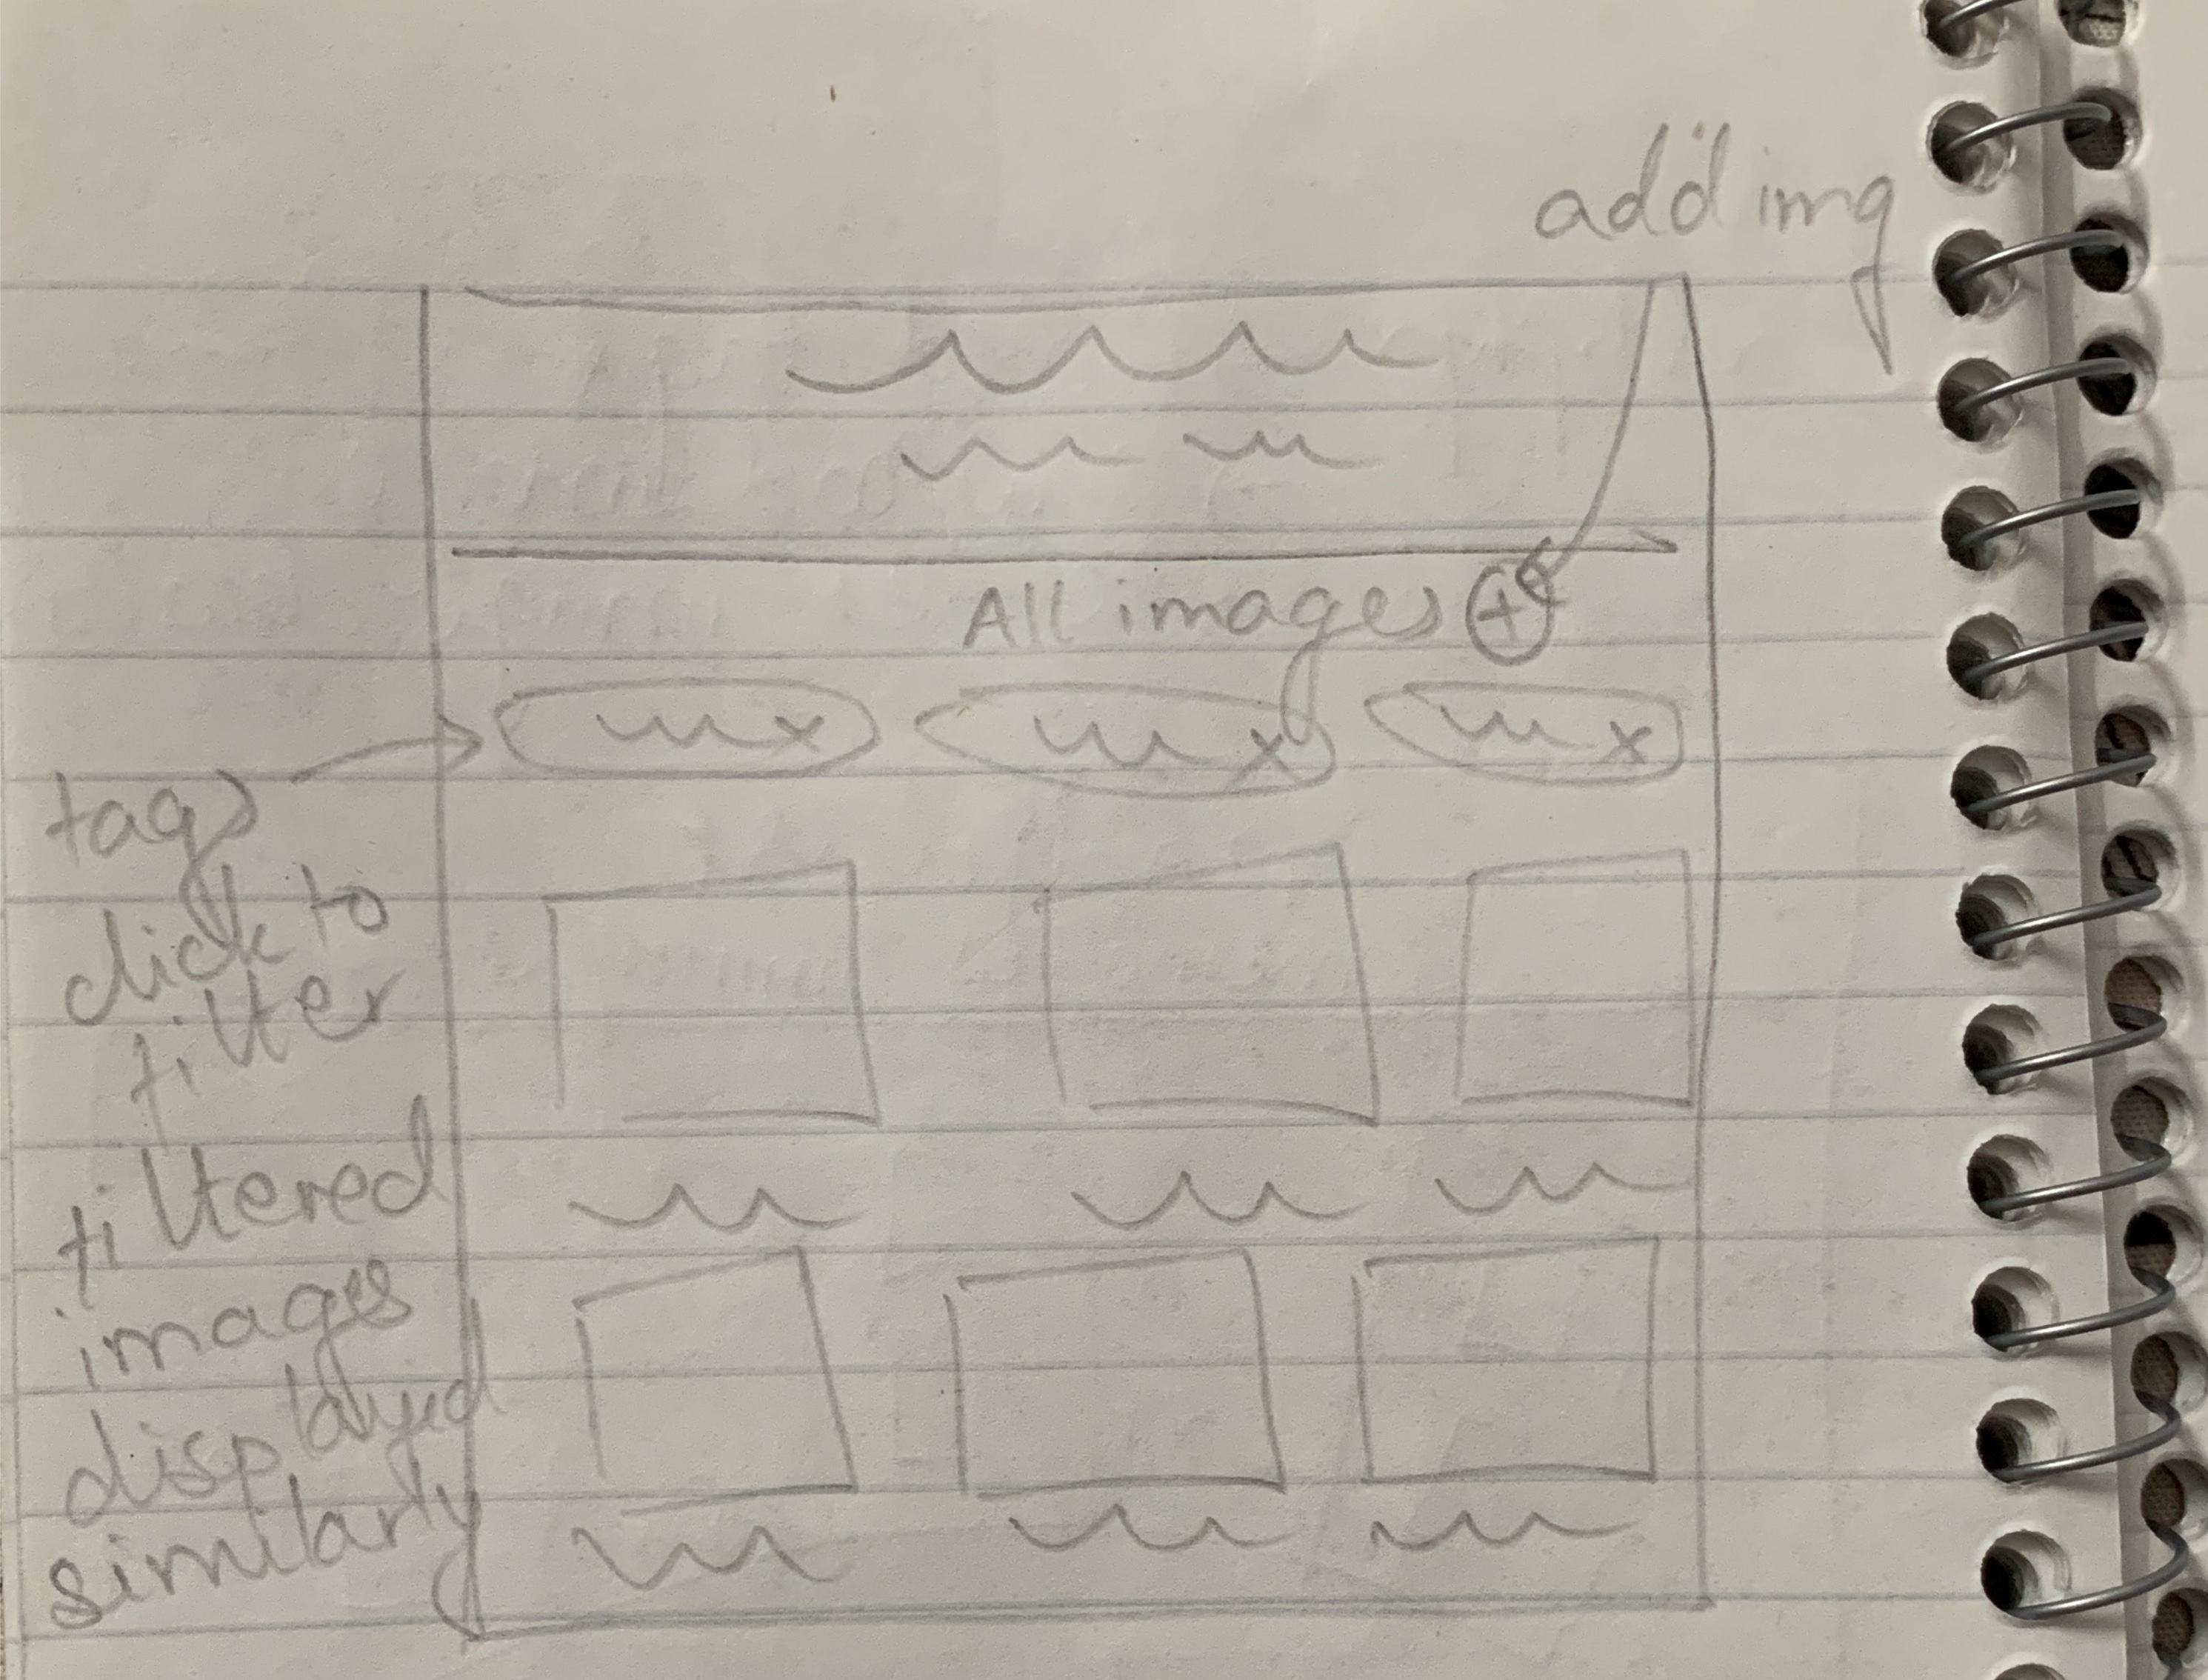 add img
All images +
x x x
tags
click to
filter
filtered
images
displayed
similarly